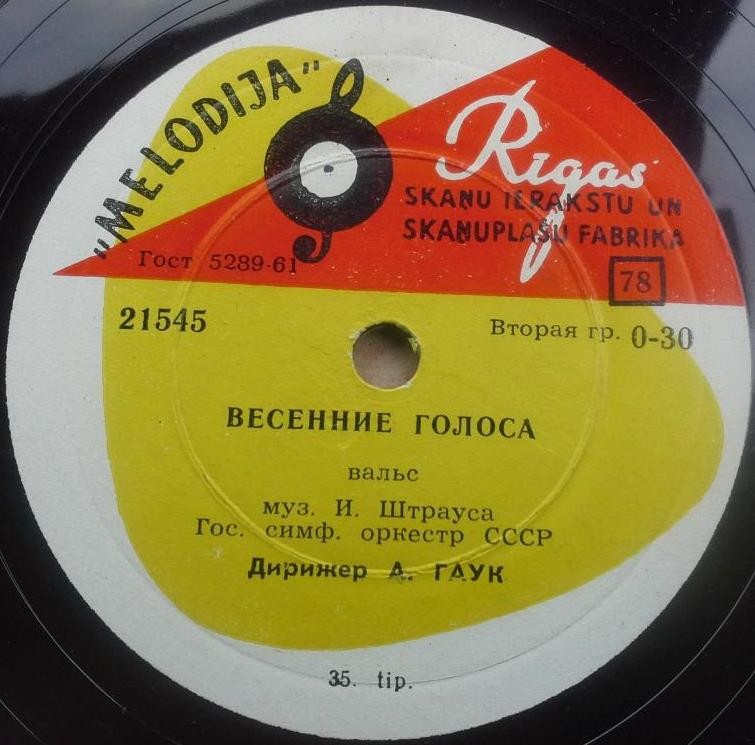 „MELODIJA”
Rīgas
SKAŅU IERAKSTU UN
SKAŅUPLAŠU FABRIKA
Гост 5289-61
78
21545
Вторая гр. 0-30
ВЕСЕННИЕ ГОЛОСА
вальс
муз. И. Штрауса
Гос. симф. оркестр СССР
Дирижер А. ГАУК
35. tip.